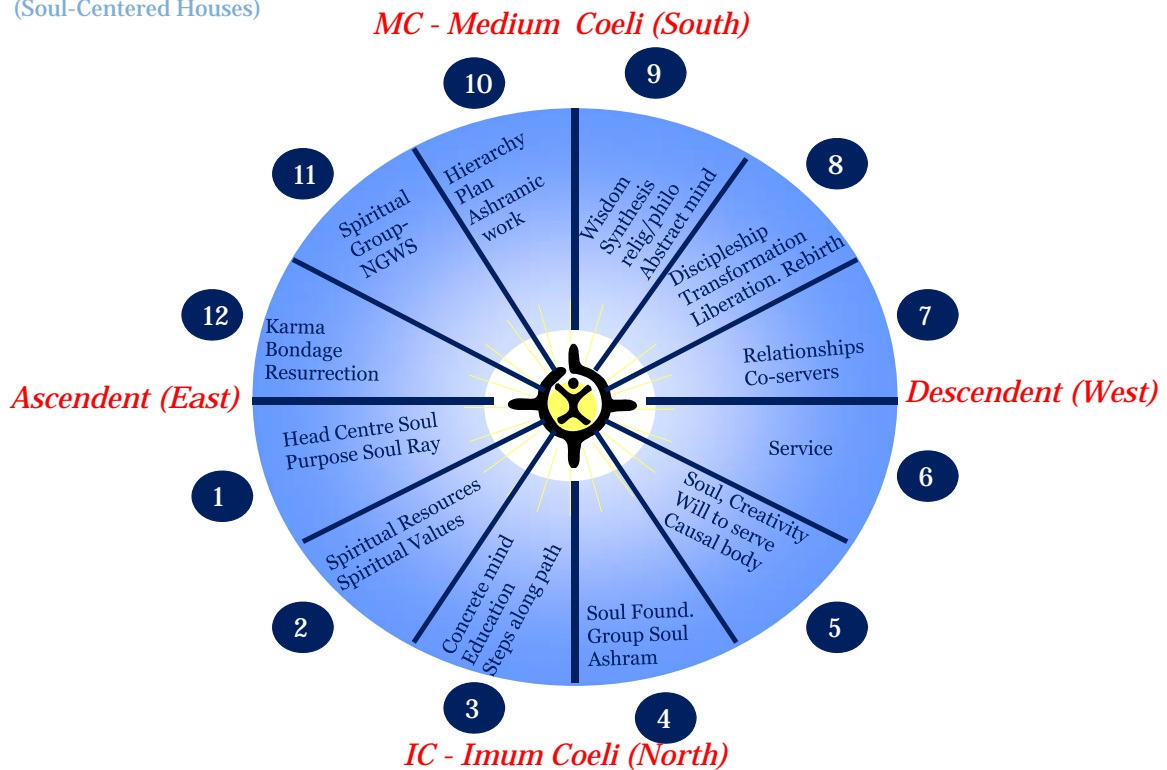 (Soul-Centered Houses)
MC - Medium Coeli (South)
10
9
11
8
Hierarchy
Plan
Ashramic
work
Wisdom
Synthesis
relig/philo
Abstract mind
Spiritual
Group-
NGWS
Discipleship
Transformation
Liberation. Rebirth
12
7
Karma
Bondage
Resurrection
Relationships
Co-servers
Ascendent (East)
Descendent (West)
Head Centre Soul
Purpose Soul Ray
Service
1
6
Spiritual Resources
Spiritual Values
Soul, Creativity
Will to serve
Causal body
Concrete mind
Education
Steps along path
Soul Found.
Group Soul
Ashram
2
5
3
4
IC - Imum Coeli (North)